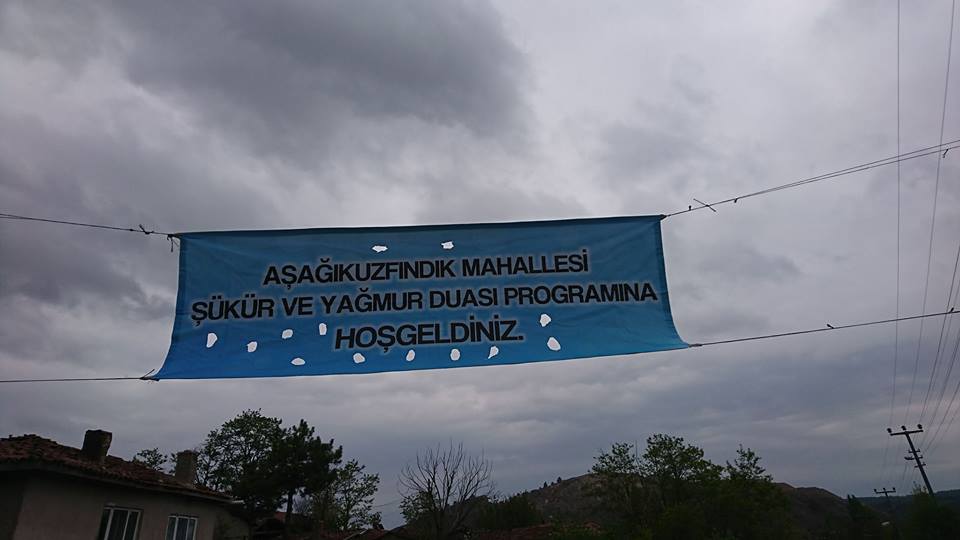 AŞAĞIKUZFINDIK MAHALLESİ
ŞÜKÜR VE YAĞMUR DUASI PROGRAMINA
HOŞGELDİNİZ.